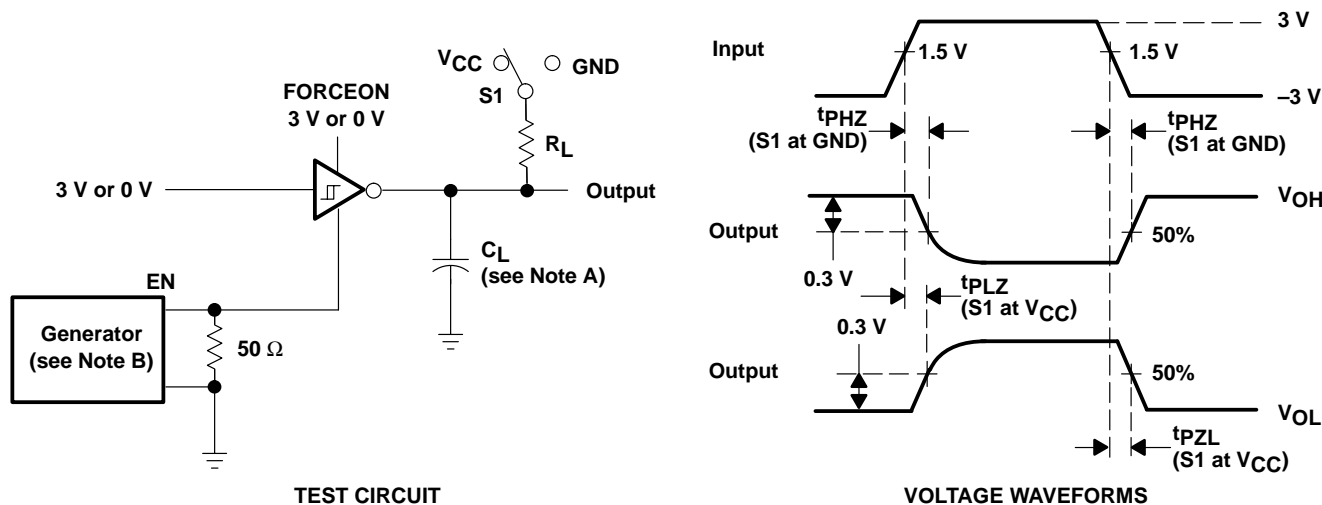 VCC
GND
S1
FORCEON
3 V or 0 V
RL
3 V or 0 V
Output
CL
(see Note A)
EN
Generator
(see Note B)
50 Ω
TEST CIRCUIT
3 V
Input
1.5 V
1.5 V
–3 V
tPHZ
(S1 at GND)
tPHZ
(S1 at GND)
VOH
Output
50%
0.3 V
tPLZ
(S1 at VCC)
0.3 V
Output
50%
VOL
tPZL
(S1 at VCC)
VOLTAGE WAVEFORMS